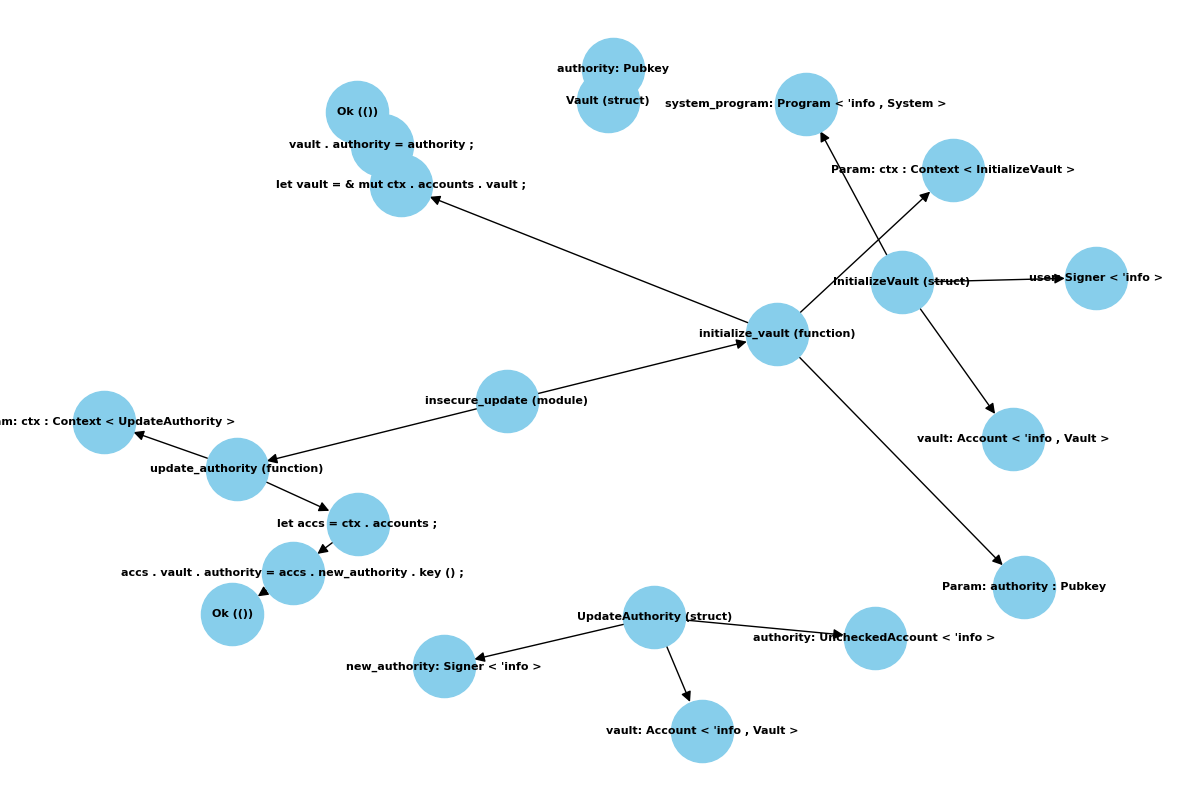 authority: Pubkey
Vault (struct)
system_program: Program < 'info , System >
Ok (())
vault . authority = authority ;
let vault = & mut ctx . accounts . vault ;
Param: ctx : Context < InitializeVault >
InitializeVault (struct)
user: Signer < 'info >
initialize_vault (function)
insecure_update (module)
am: ctx : Context < UpdateAuthority >
vault: Account < 'info , Vault >
update_authority (function)
let accs = ctx . accounts ;
accs . vault . authority = accs . new_authority . key () ;
Param: authority : Pubkey
Ok (())
UpdateAuthority (struct)
authority: UncheckedAccount < 'info >
new_authority: Signer < 'info >
vault: Account < 'info , Vault >